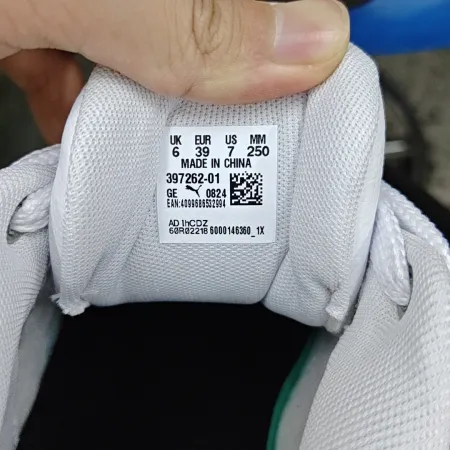 UK EUR US MM
6 39 7 250
MADE IN CHINA
397262-01
GE 0824
EAN:4099686532994
AD1hCDZ
60R02218 6000146360_1X